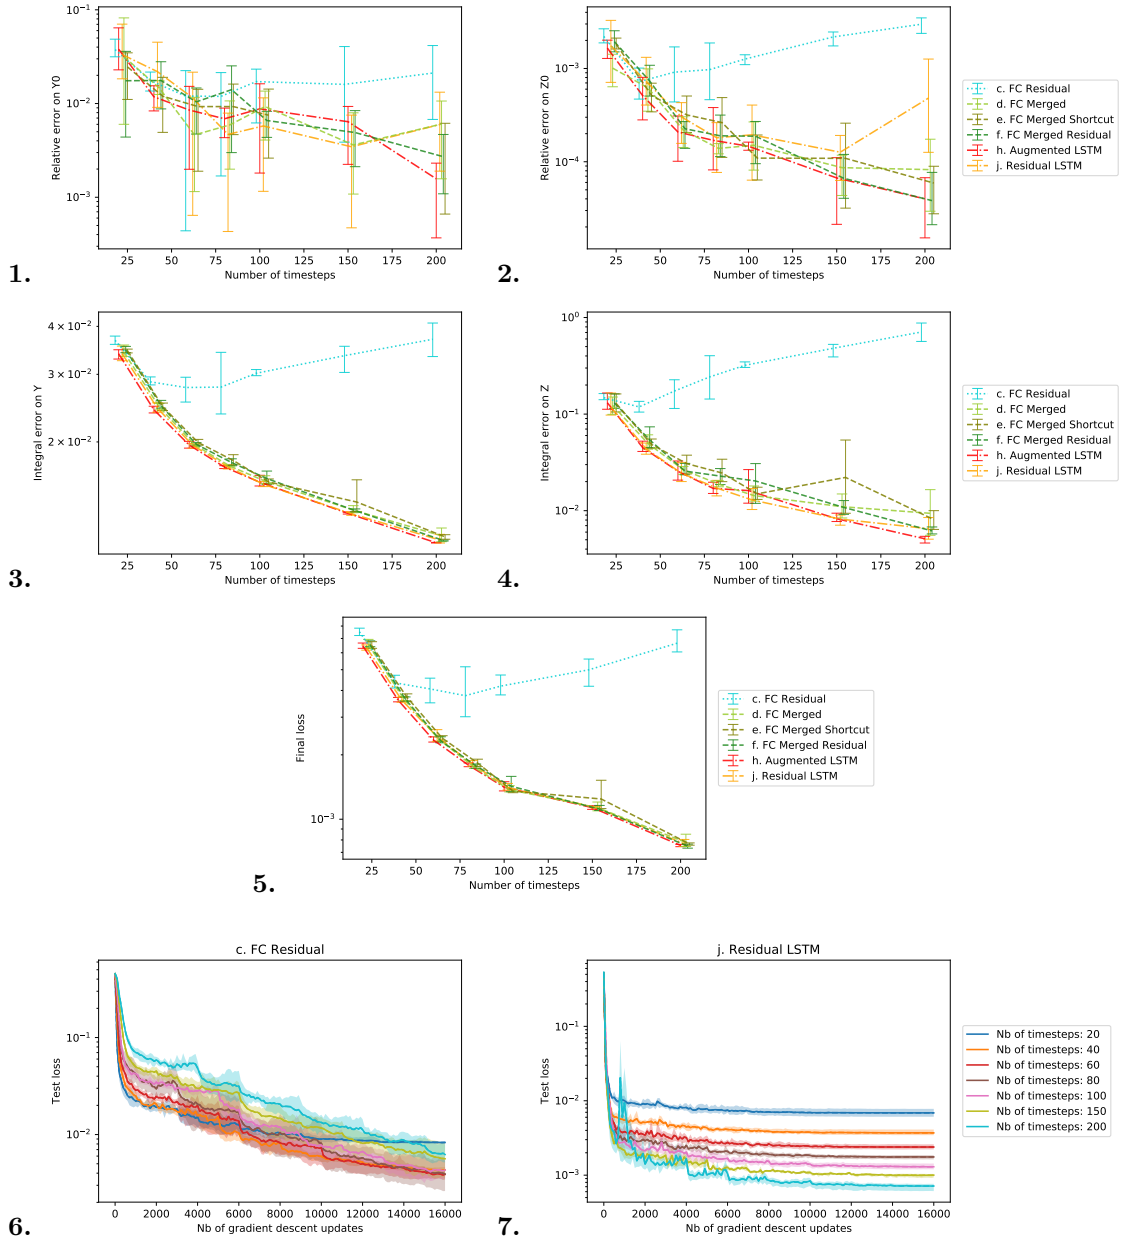 10⁻¹
10⁻²
10⁻³
Relative error on Y0
25 50 75 100 125 150 175 200
Number of timesteps
1.
10⁻³
10⁻⁴
Relative error on Z0
25 50 75 100 125 150 175 200
Number of timesteps
2.
c. FC Residual
d. FC Merged
e. FC Merged Shortcut
f. FC Merged Residual
h. Augmented LSTM
j. Residual LSTM
4 × 10⁻²
3 × 10⁻²
2 × 10⁻²
Integral error on Y
25 50 75 100 125 150 175 200
Number of timesteps
3.
10⁰
10⁻¹
10⁻²
Integral error on Z
25 50 75 100 125 150 175 200
Number of timesteps
4.
c. FC Residual
d. FC Merged
e. FC Merged Shortcut
f. FC Merged Residual
h. Augmented LSTM
j. Residual LSTM
10⁻³
Final loss
25 50 75 100 125 150 175 200
Number of timesteps
5.
c. FC Residual
d. FC Merged
e. FC Merged Shortcut
f. FC Merged Residual
h. Augmented LSTM
j. Residual LSTM
c. FC Residual
10⁻¹
10⁻²
Test loss
0 2000 4000 6000 8000 10000 12000 14000 16000
Nb of gradient descent updates
6.
j. Residual LSTM
10⁻¹
10⁻²
10⁻³
Test loss
0 2000 4000 6000 8000 10000 12000 14000 16000
Nb of gradient descent updates
7.
Nb of timesteps: 20
Nb of timesteps: 40
Nb of timesteps: 60
Nb of timesteps: 80
Nb of timesteps: 100
Nb of timesteps: 150
Nb of timesteps: 200